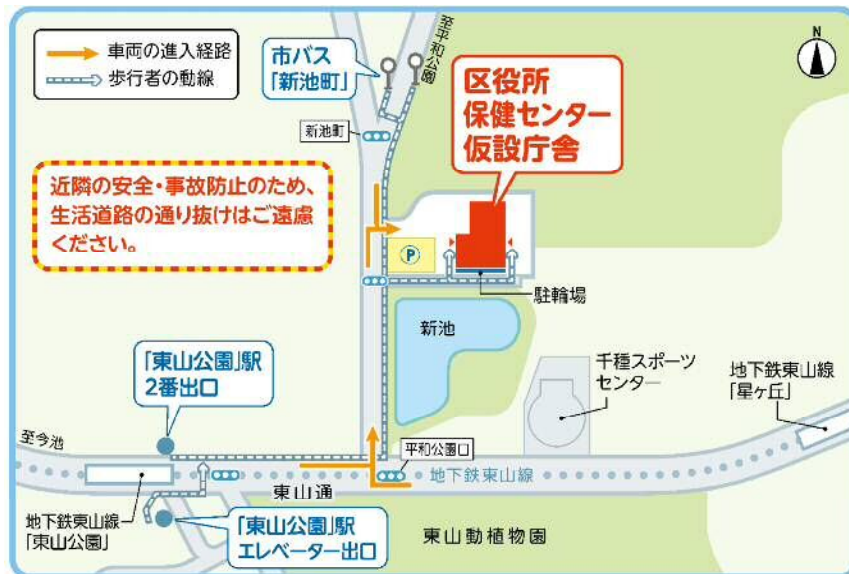 車両の進入経路
歩行者の動線
市バス
「新池町」
至平和公園
N
区役所
保健センター
仮設庁舎
新池町
近隣の安全・事故防止のため、
生活道路の通り抜けはご遠慮
ください。
P
駐輪場
新池
「東山公園」駅
2番出口
千種スポーツ
センター
地下鉄東山線
「星ヶ丘」
至今池
平和公園口
地下鉄東山線
東山通
地下鉄東山線
「東山公園」
「東山公園」駅
エレベーター出口
東山動植物園